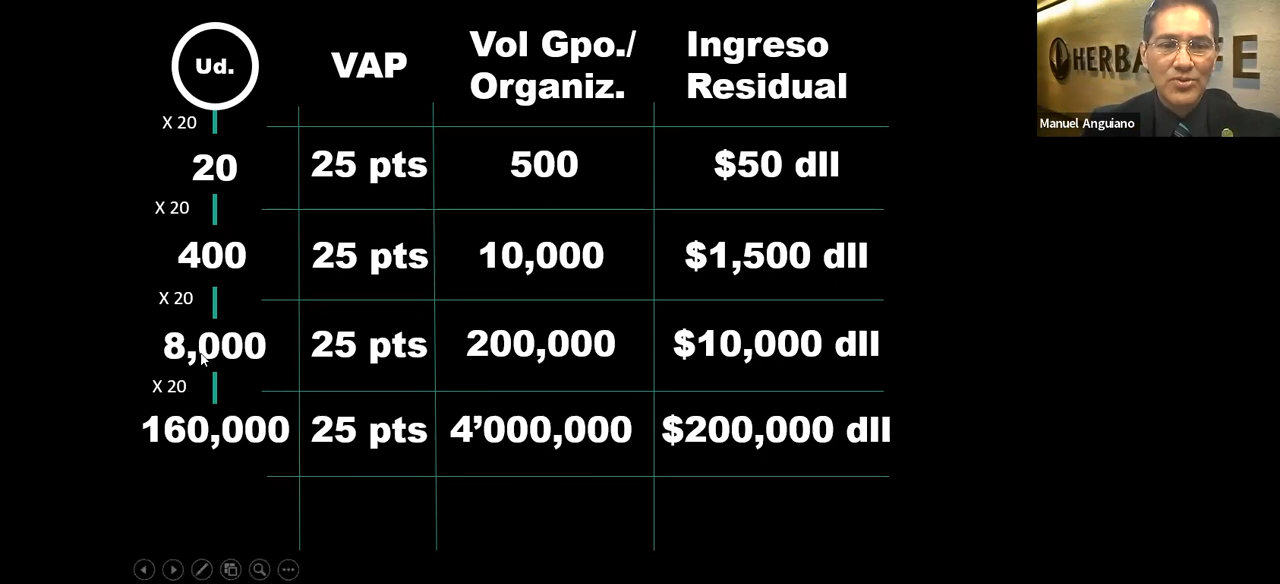 Ud.
VAP
Vol Gpo./
Organiz.
Ingreso
Residual
X 20
20
25 pts
500
$50 dll
X 20
400
25 pts
10,000
$1,500 dll
X 20
8,000
25 pts
200,000
$10,000 dll
X 20
160,000
25 pts
4’000,000
$200,000 dll
HERBA FE
Manuel Anguiano